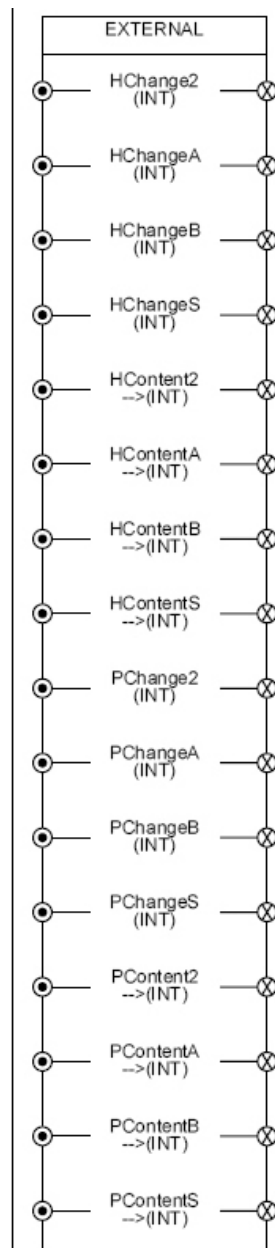 EXTERNAL
HChange2
(INT)
HChangeA
(INT)
HChangeB
(INT)
HChangeS
(INT)
HContent2
-->(INT)
HContentA
-->(INT)
HContentB
-->(INT)
HContentS
-->(INT)
PChange2
(INT)
PChangeA
(INT)
PChangeB
(INT)
PChangeS
(INT)
PContent2
-->(INT)
PContentA
-->(INT)
PContentB
-->(INT)
PContentS
-->(INT)